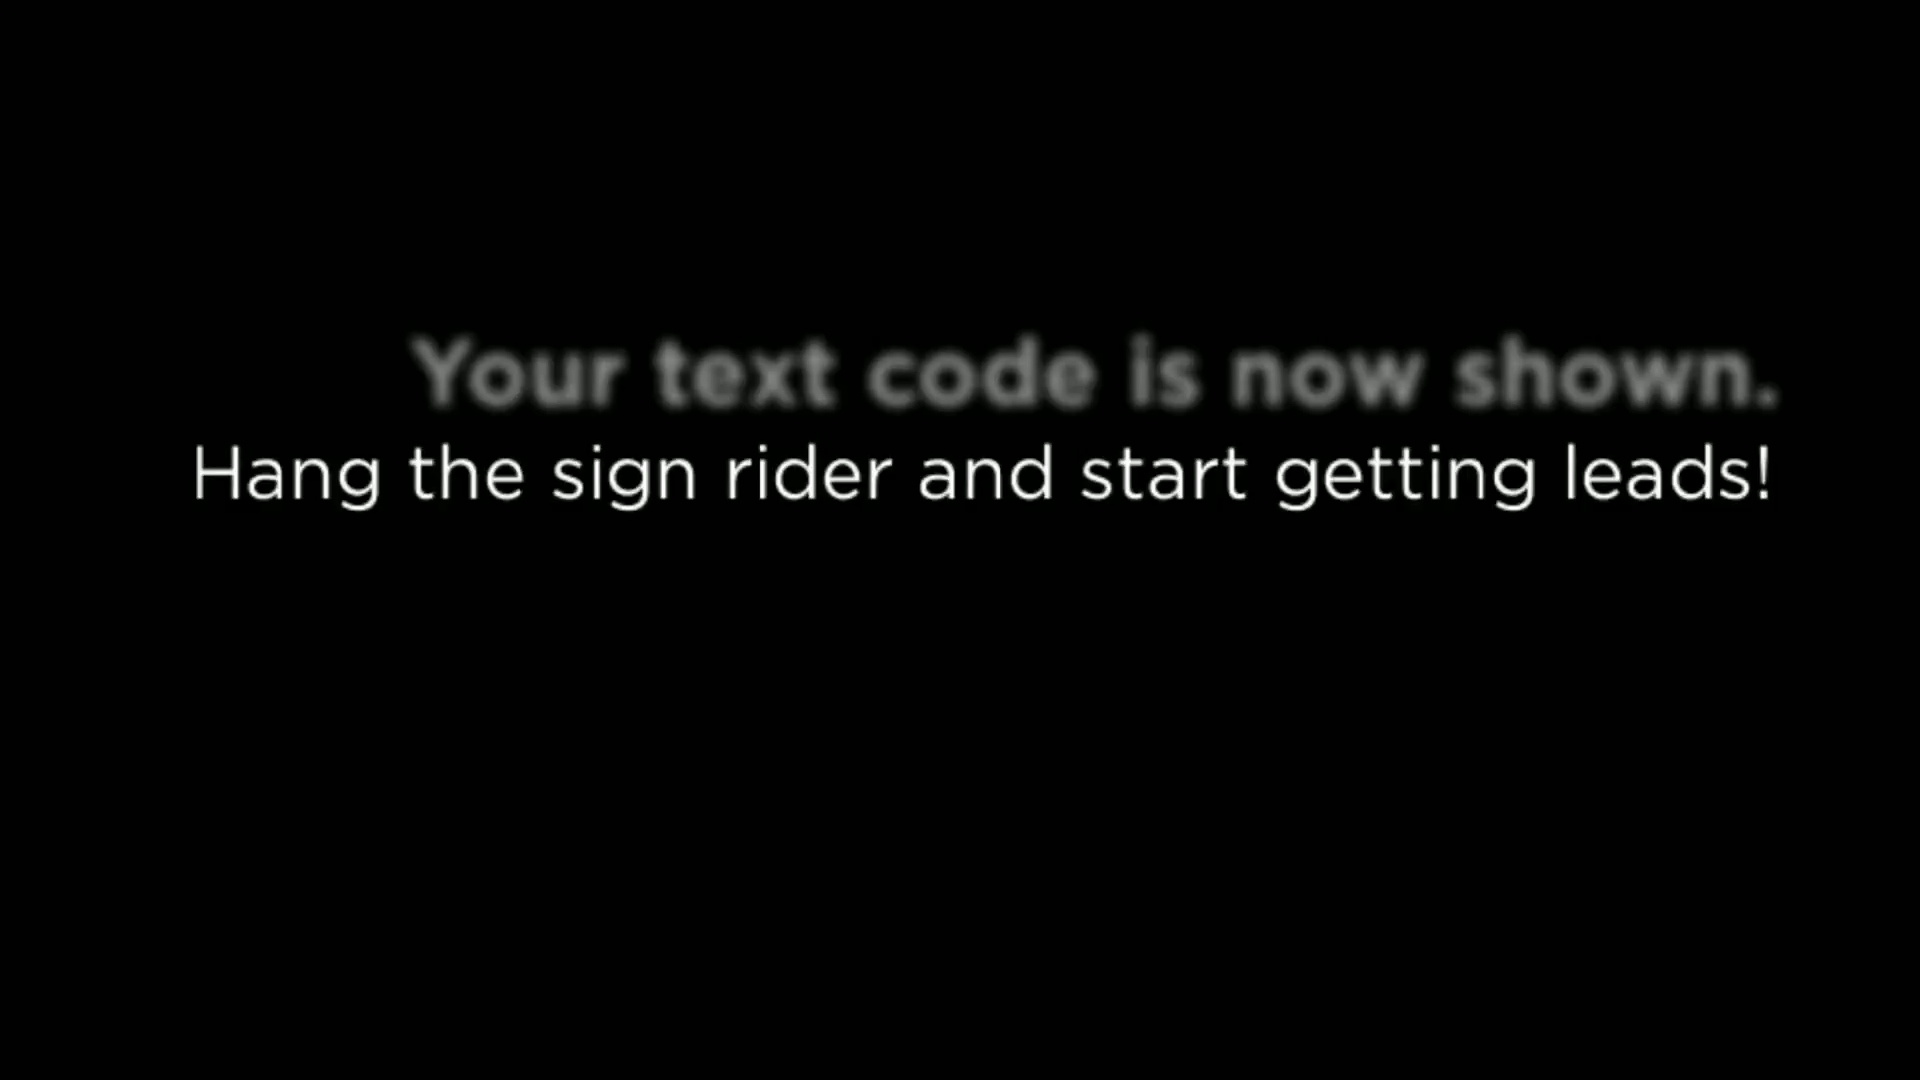 Your text code is now shown.
Hang the sign rider and start getting leads!